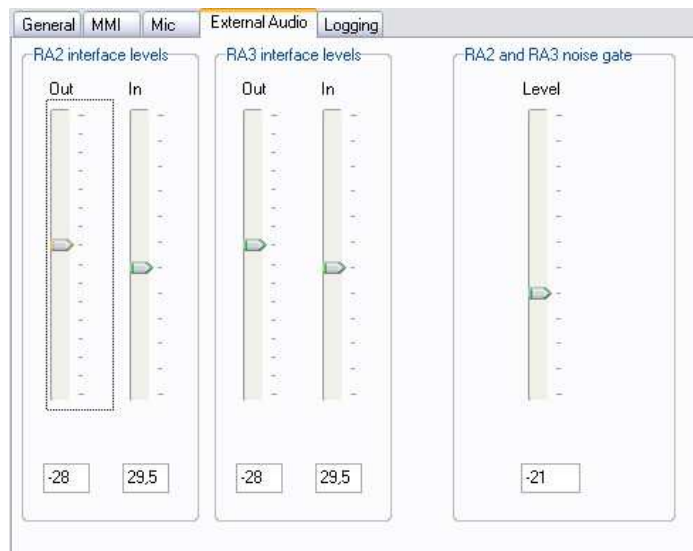 General MMI Mic External Audio Logging
RA2 interface levels RA3 interface levels RA2 and RA3 noise gate
Out In Out In Level
-28 29,5 -28 29,5 -21